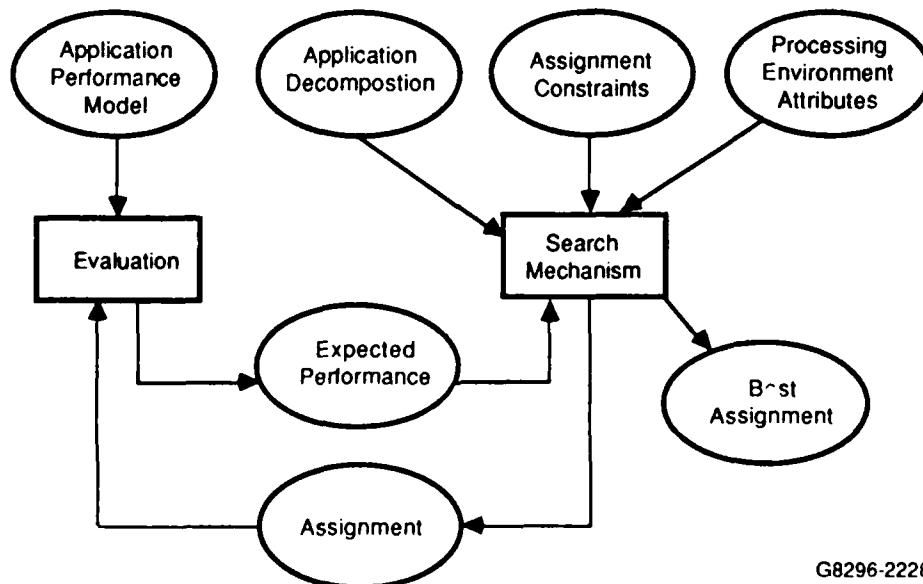 Application
Performance
Model
Application
Decompostion
Assignment
Constraints
Processing
Environment
Attributes
Evaluation
Search
Mechanism
Expected
Performance
B^st
Assignment
Assignment
G8296-2228